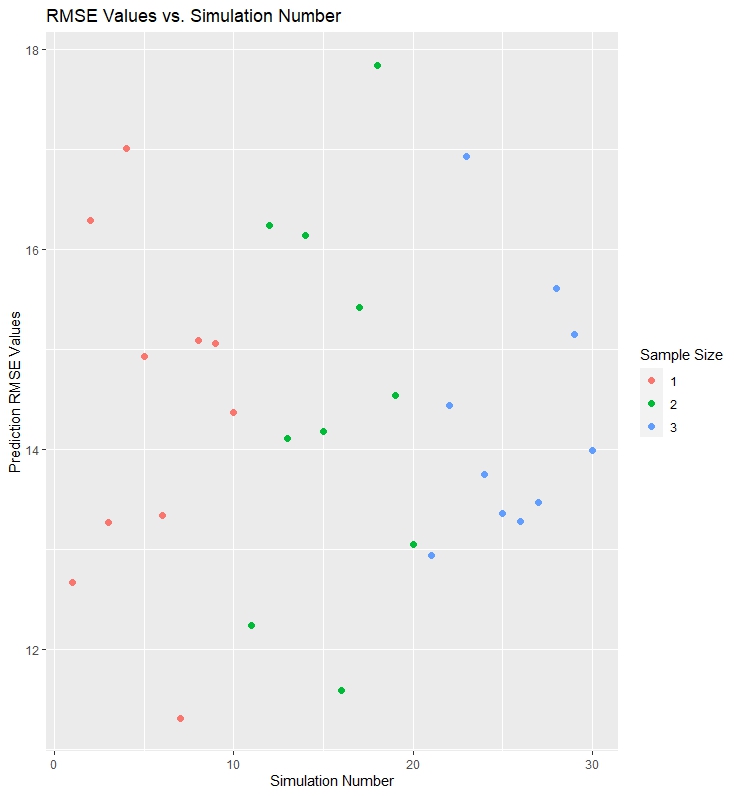 RMSE Values vs. Simulation Number
18
16
14
12
Prediction RMSE Values
0 10 20 30
Simulation Number
Sample Size
1
2
3